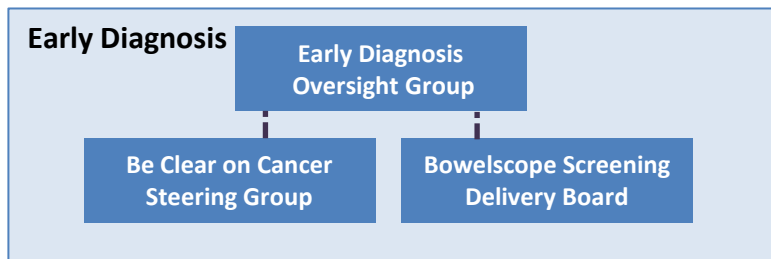 Early Diagnosis
Early Diagnosis
Oversight Group
Be Clear on Cancer
Steering Group
Bowelscope Screening
Delivery Board